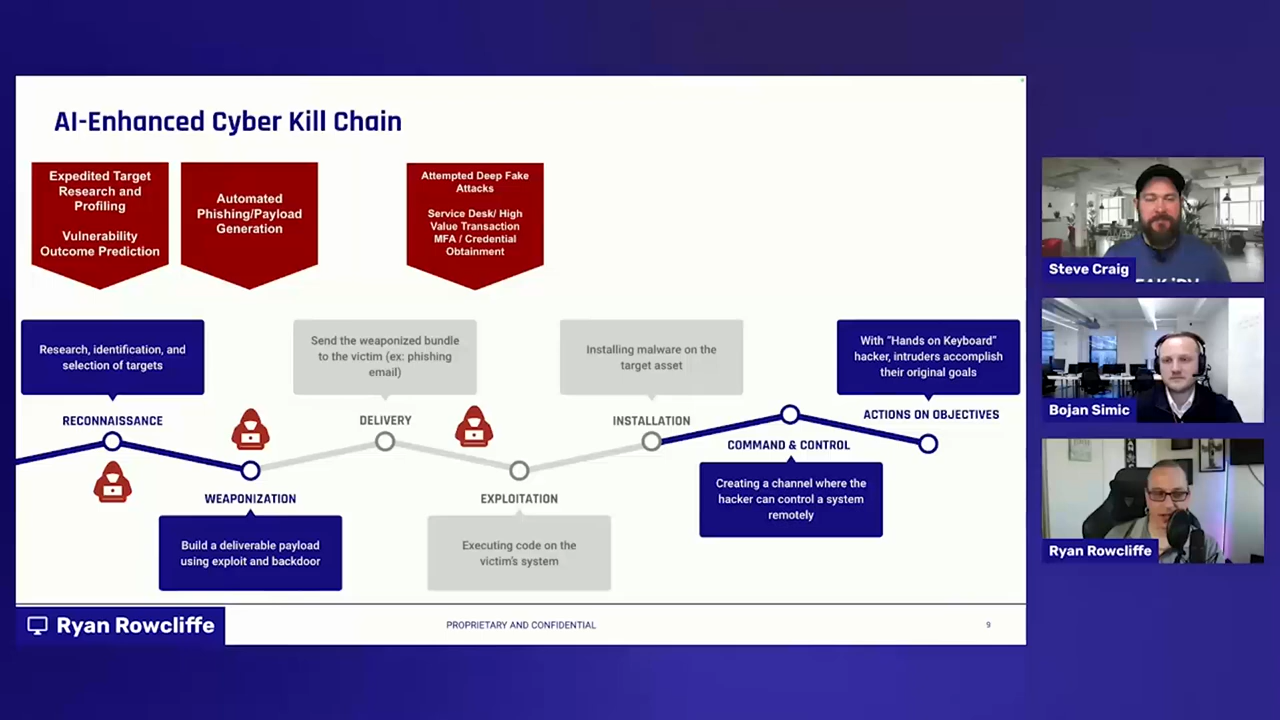 AI-Enhanced Cyber Kill Chain
Expedited Target
Research and
Profiling
Vulnerability
Outcome Prediction
Automated
Phishing/Payload
Generation
Attempted Deep Fake
Attacks
Service Desk/ High
Value Transaction
MFA / Credential
Obtainment
Research, identification, and
selection of targets
RECONNAISSANCE
WEAPONIZATION
Build a deliverable payload
using exploit and backdoor
Send the weaponized bundle
to the victim (ex: phishing
email)
DELIVERY
EXPLOITATION
Executing code on the
victim's system
Installing malware on the
target asset
INSTALLATION
COMMAND & CONTROL
Creating a channel where the
hacker can control a system
remotely
With "Hands on Keyboard"
hacker, intruders accomplish
their original goals
ACTIONS ON OBJECTIVES
Ryan Rowcliffe
PROPRIETARY AND CONFIDENTIAL
9
Steve Craig
Bojan Simic
Ryan Rowcliffe